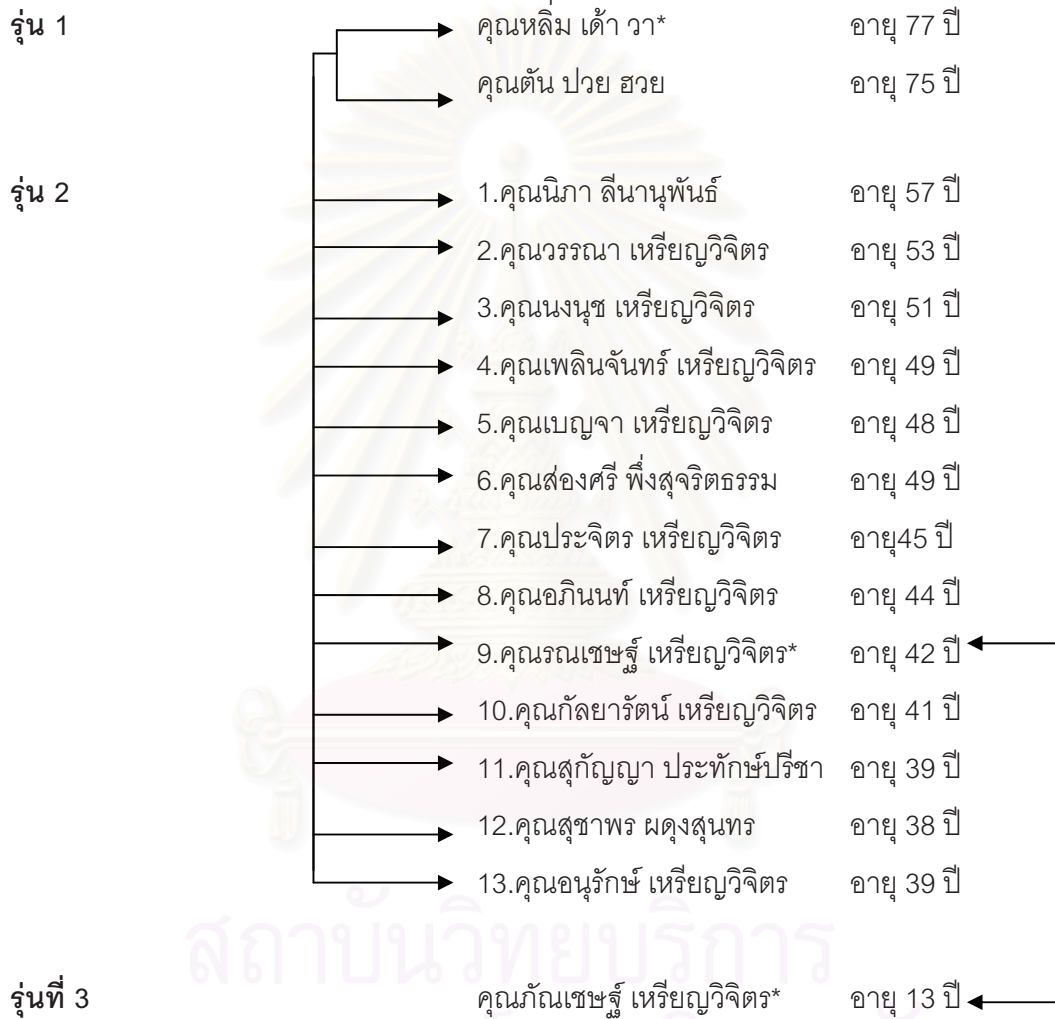 รุ่น 1 คุณหลิ่ม เต้า วา* อายุ 77 ปี
คุณตัน ปวย ฮวย อายุ 75 ปี
รุ่น 2 1.คุณนิภา ลีนานุพันธ์ อายุ 57 ปี
2.คุณวรรณา เหรียญวิจิตร อายุ 53 ปี
3.คุณนงนุช เหรียญวิจิตร อายุ 51 ปี
4.คุณเพลินจันทร์ เหรียญวิจิตร อายุ 49 ปี
5.คุณเบญจา เหรียญวิจิตร อายุ 48 ปี
6.คุณส่องศรี พึ่งสุจริตธรรม อายุ 49 ปี
7.คุณประจิตร เหรียญวิจิตร อายุ45 ปี
8.คุณอภินนท์ เหรียญวิจิตร อายุ 44 ปี
9.คุณรณเชษฐ์ เหรียญวิจิตร* อายุ 42 ปี
10.คุณกัลยารัตน์ เหรียญวิจิตร อายุ 41 ปี
11.คุณสุกัญญา ประทักษ์ปรีชา อายุ 39 ปี
12.คุณสุชาพร ผดุงสุนทร อายุ 38 ปี
13.คุณอนุรักษ์ เหรียญวิจิตร อายุ 39 ปี
สถาบันวิทยบริการ
รุ่นที่ 3 คุณภัณเชษฐ์ เหรียญวิจิตร* อายุ 13 ปี